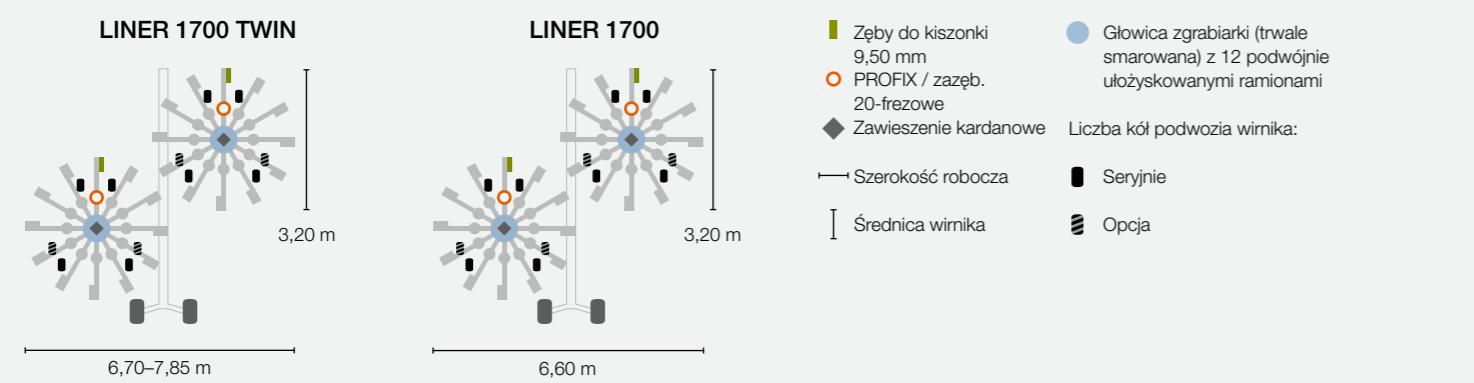 LINER 1700 TWIN
3,20 m
6,70–7,85 m
LINER 1700
3,20 m
6,60 m
Zęby do kiszonki
9,50 mm
PROFIX / zazęb.
20-frezowe
Zawieszenie kardanowe
Szerokość robocza
Średnica wirnika
Głowica zgrabiarki (trwale
smarowana) z 12 podwójnie
ułożyskowanymi ramionami
Liczba kół podwozia wirnika:
Seryjnie
Opcja